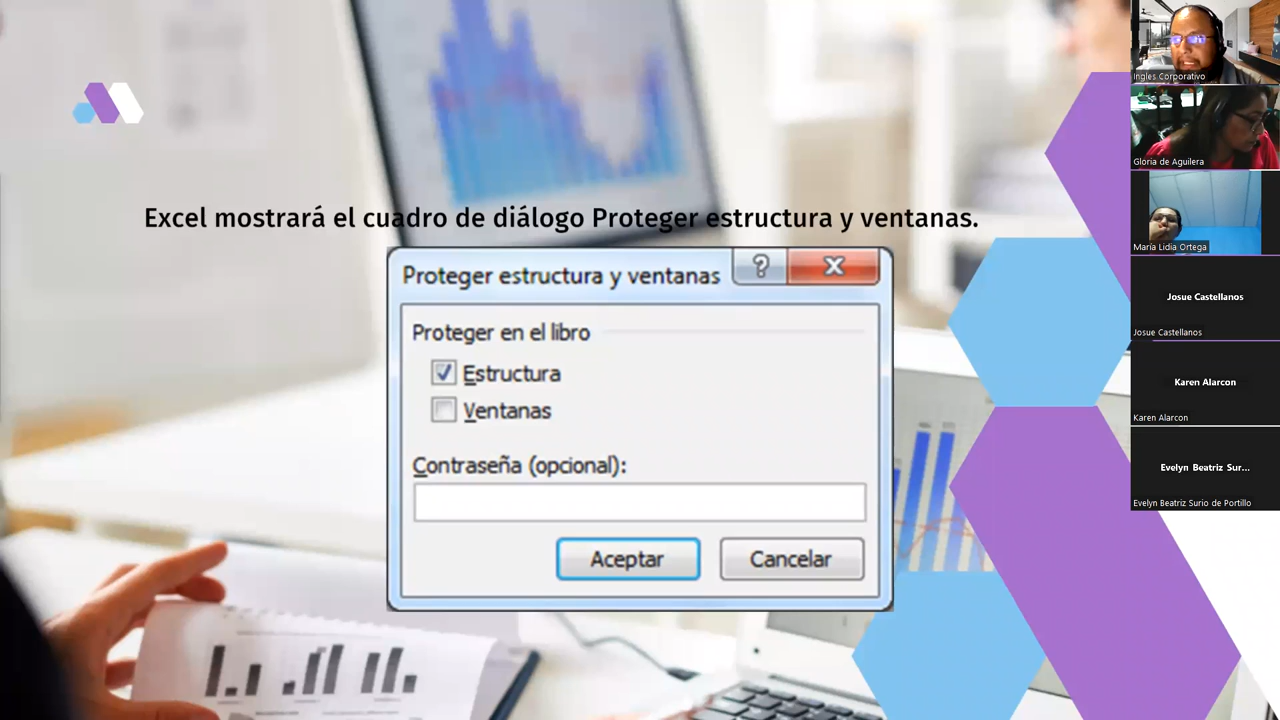 Excel mostrará el cuadro de diálogo Proteger estructura y ventanas.
Proteger estructura y ventanas
?
X
Proteger en el libro
Estructura
Ventanas
Contraseña (opcional):
Aceptar
Cancelar
Ingles Corporativo
Gloria de Aguilera
María Lidia Ortega
Josue Castellanos
Josue Castellanos
Karen Alarcon
Karen Alarcon
Evelyn Beatriz Sur...
Evelyn Beatriz Surio de Portillo